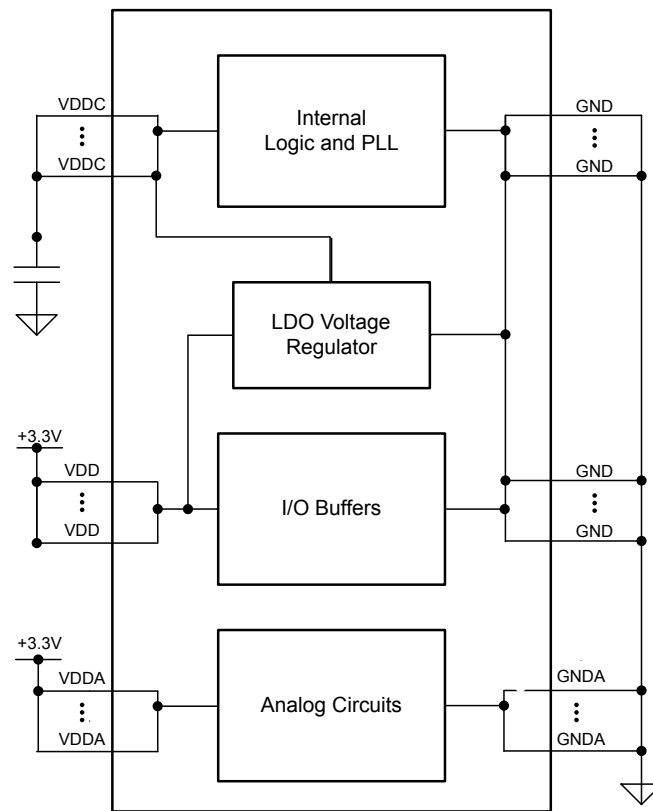 VDDC
VDDC
Internal
Logic and PLL
GND
GND
LDO Voltage
Regulator
+3.3V
VDD
VDD
I/O Buffers
GND
GND
+3.3V
VDDA
VDDA
Analog Circuits
GNDA
GNDA